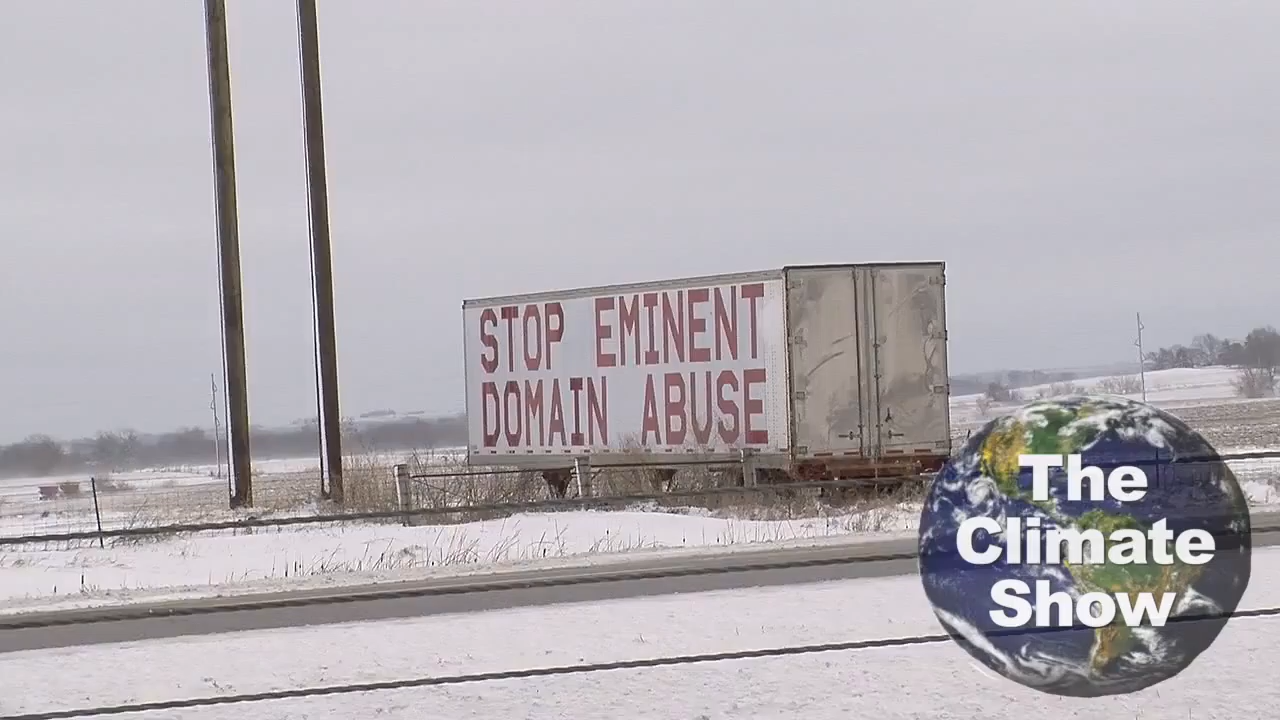 STOP EMINENT
DOMAIN ABUSE
The
Climate
Show